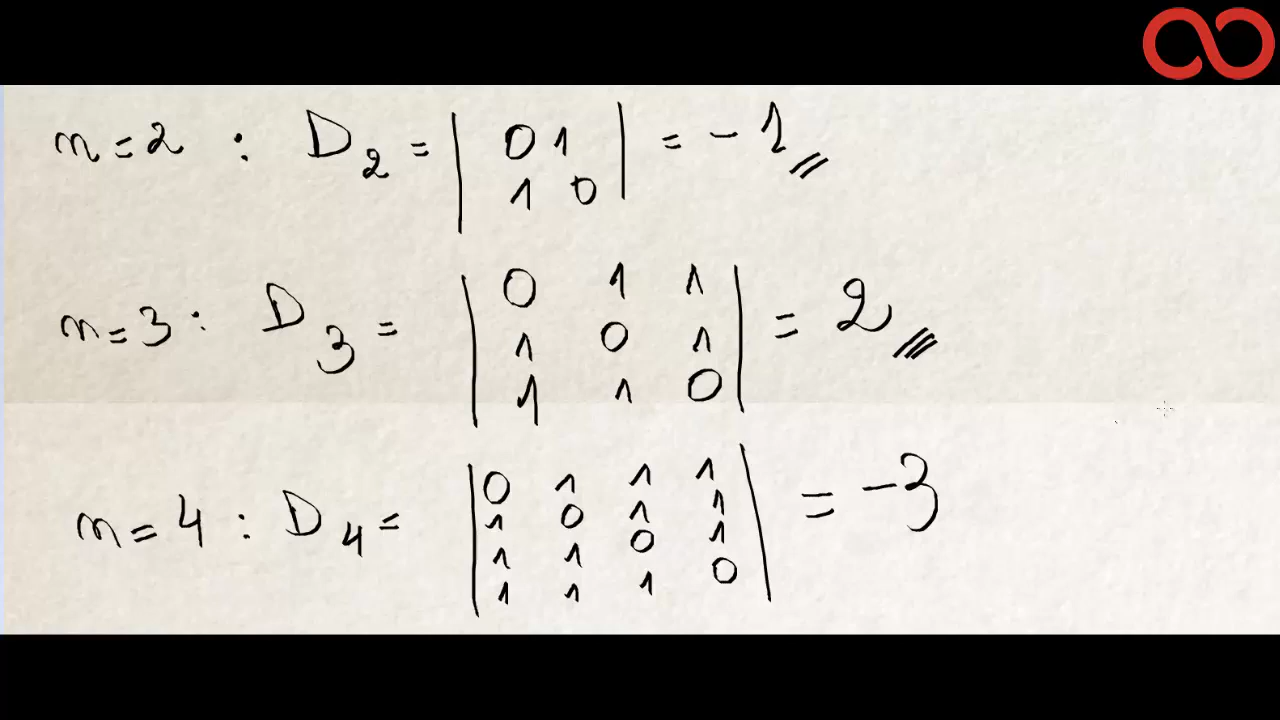 n=2 : D₂ = | 0 1 | = -1
| 1 0 |
n=3 : D₃ = | 0 1 1 | = 2
| 1 0 1 |
| 1 1 0 |
n=4 : D₄ = | 0 1 1 1 | = -3
| 1 0 1 1 |
| 1 1 0 1 |
| 1 1 1 0 |